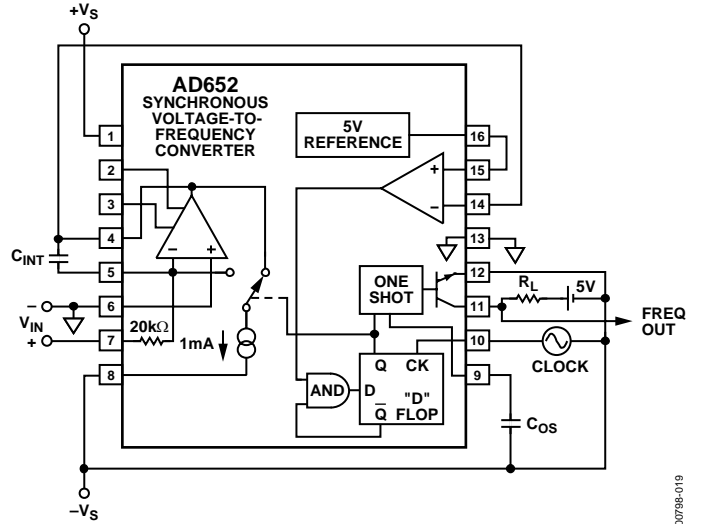 +VS
AD652
SYNCHRONOUS
VOLTAGE-TO-
FREQUENCY
CONVERTER
5V
REFERENCE
1
2
3
4
5
6
7
8
16
15
14
13
12
11
10
9
+
−
−
+
CINT
−
VIN
+
20kΩ
1mA
ONE
SHOT
AND
Q
CK
D
"D"
FLOP
Q̅
RL
5V
FREQ
OUT
CLOCK
COS
−VS
00798-019